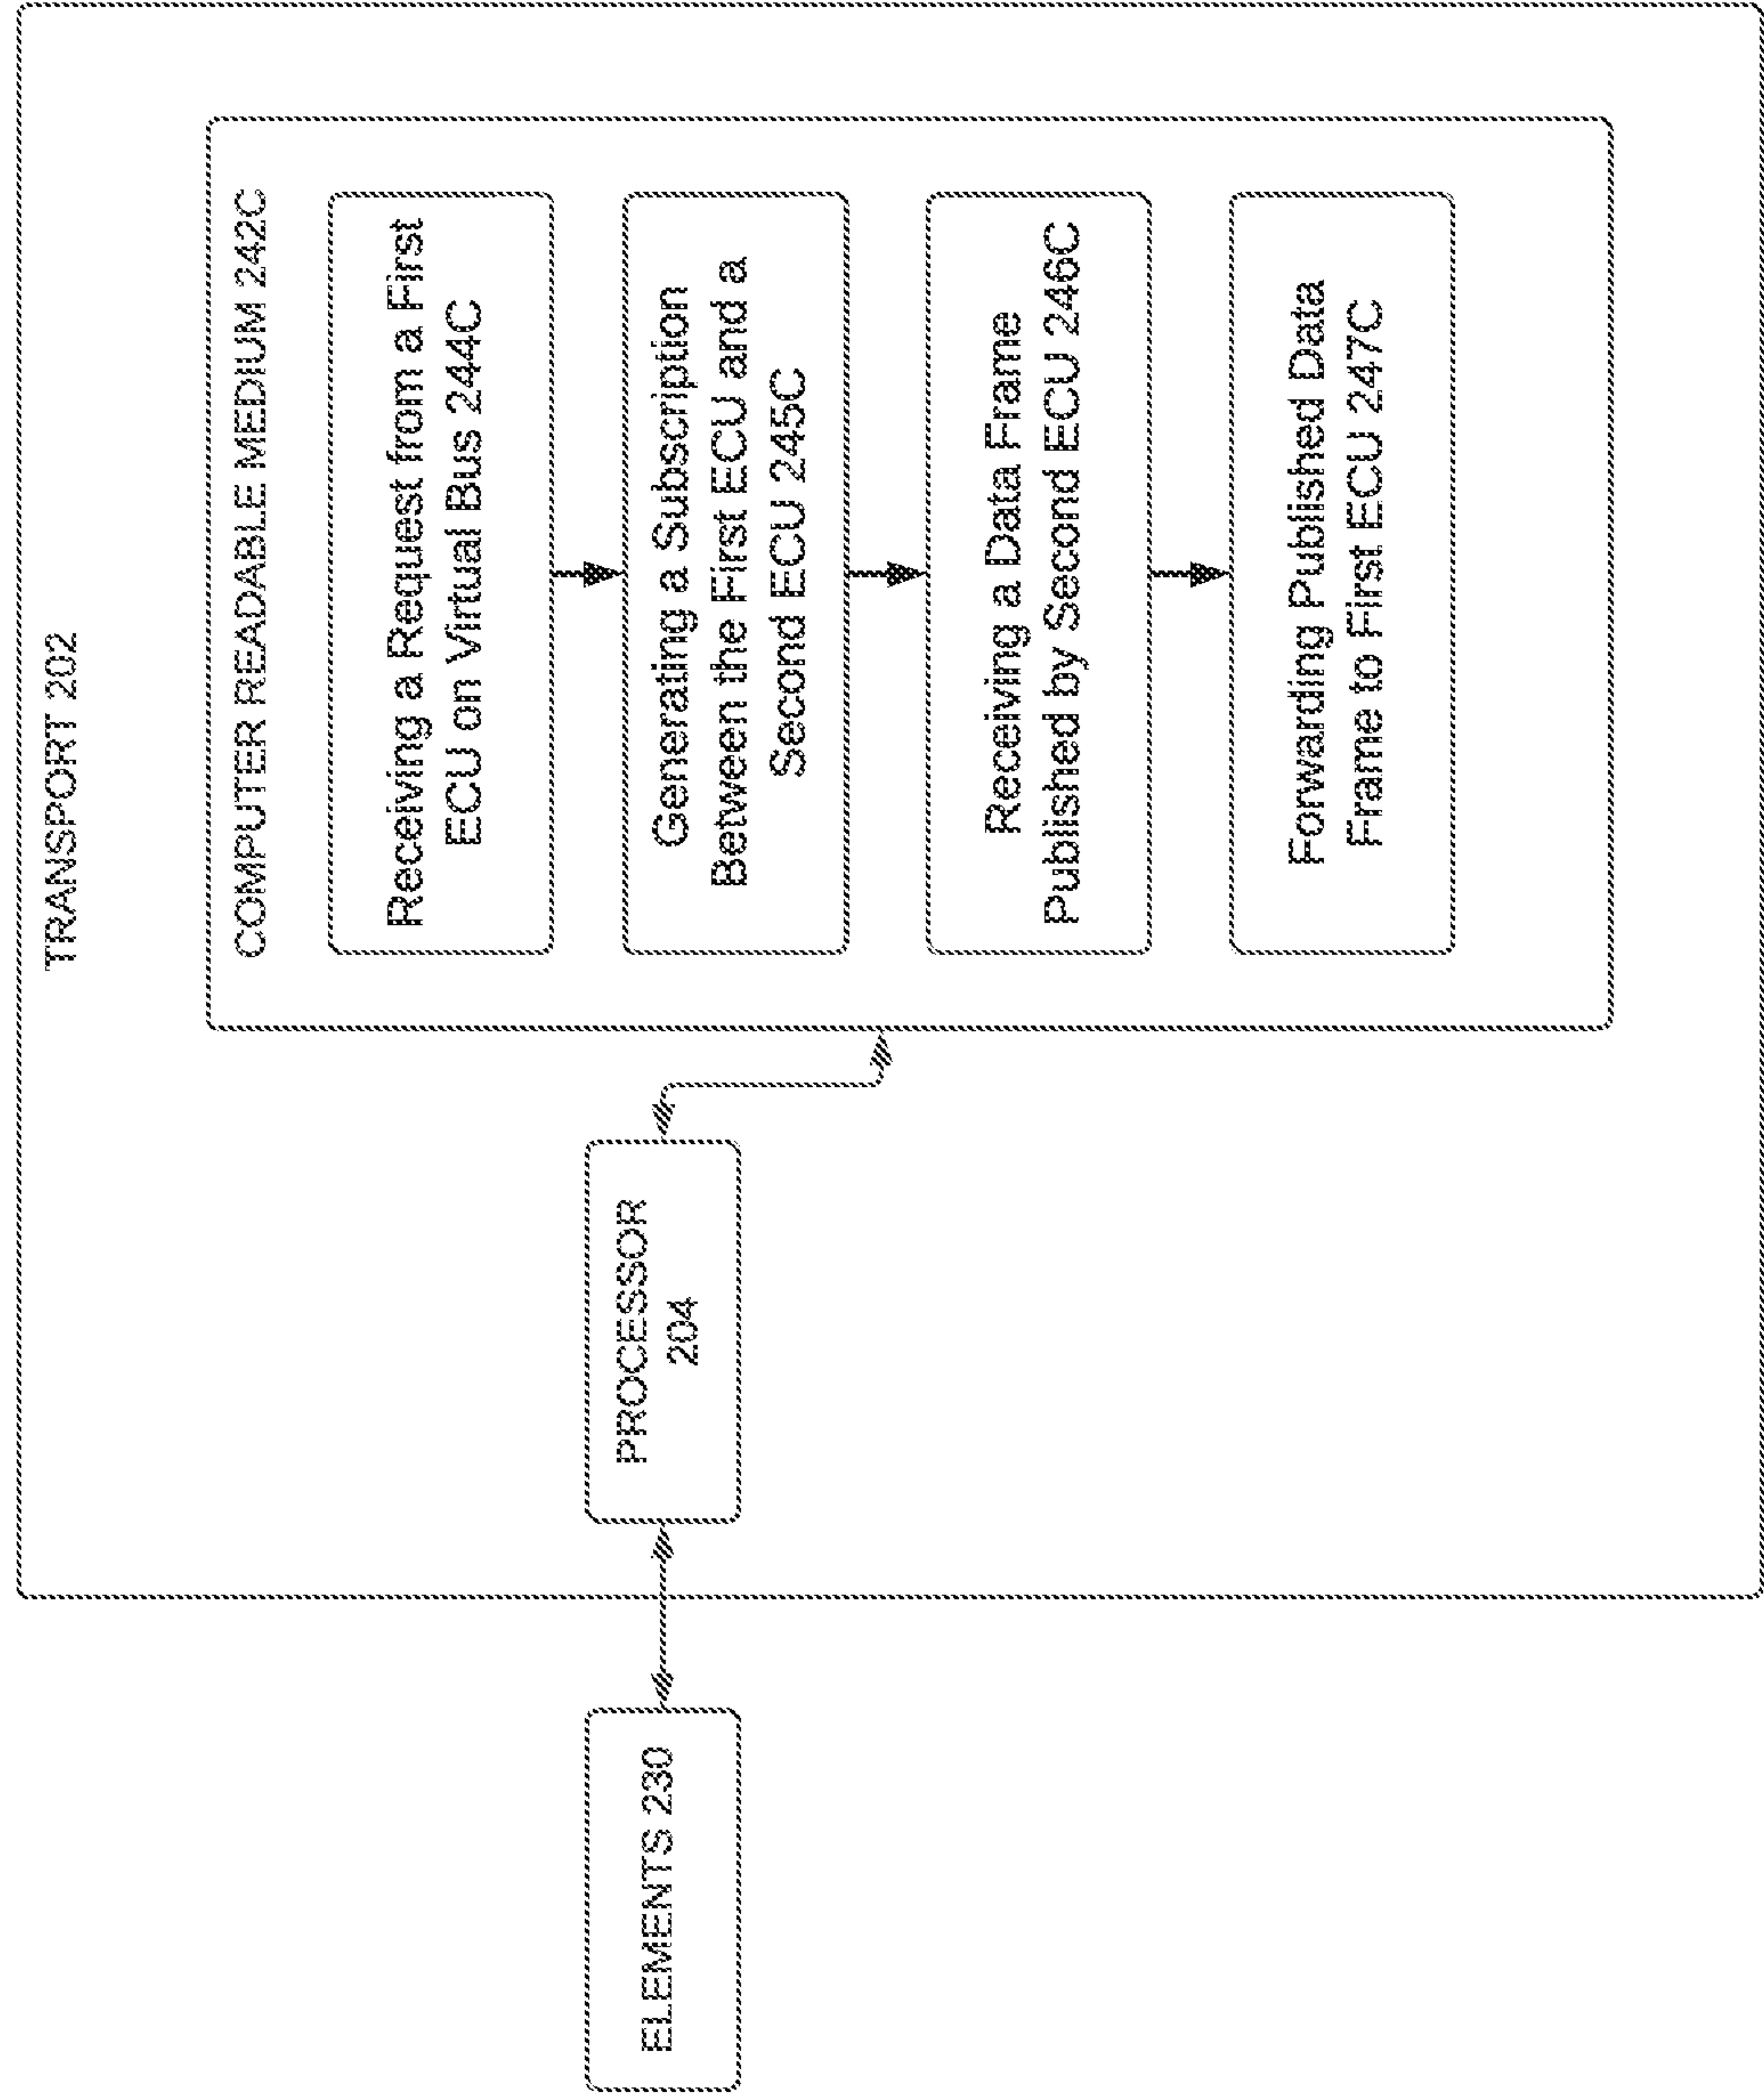 TRANSPORT 202
COMPUTER READABLE MEDIUM 242C
Receiving a Request from a First
ECU on Virtual Bus 244C
Generating a Subscription
Between the First ECU and a
Second ECU 245C
Receiving a Data Frame
Published by Second ECU 246C
Forwarding Published Data
Frame to First ECU 247C
PROCESSOR
204
ELEMENTS 230